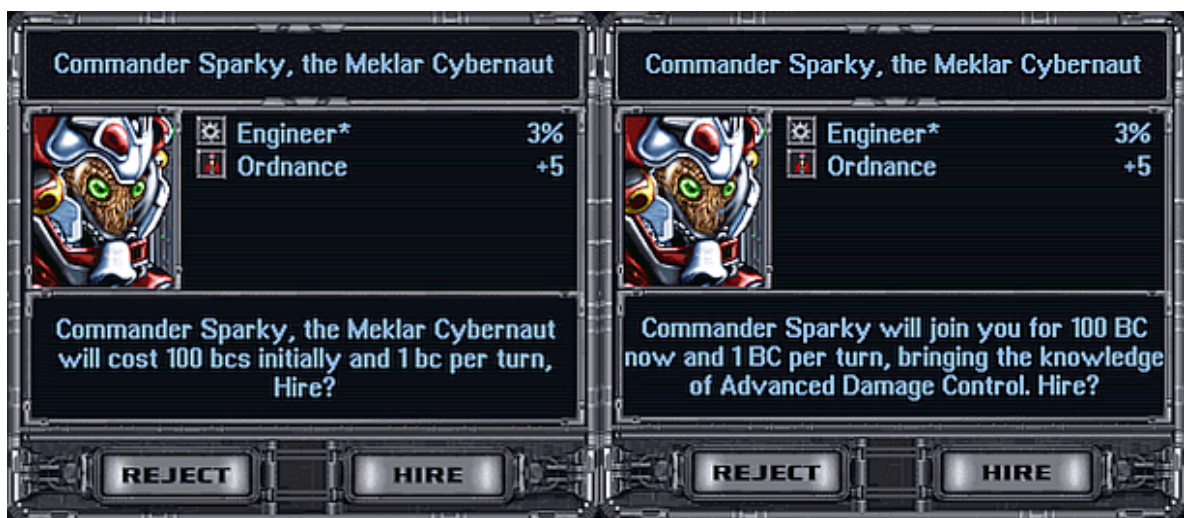 Commander Sparky, the Meklar Cybernaut
Engineer* 3%
Ordnance +5
Commander Sparky, the Meklar Cybernaut
will cost 100 bcs initially and 1 bc per turn,
Hire?
REJECT HIRE
Commander Sparky, the Meklar Cybernaut
Engineer* 3%
Ordnance +5
Commander Sparky will join you for 100 BC
now and 1 BC per turn, bringing the knowledge
of Advanced Damage Control. Hire?
REJECT HIRE